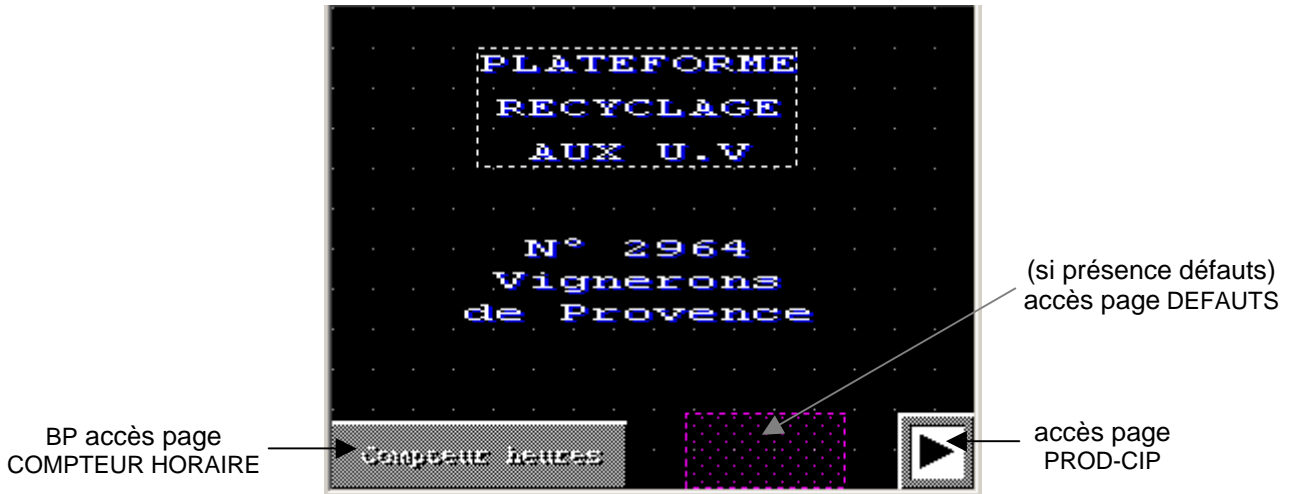 PLATEFORME
RECYCLAGE
AUX U.V
N° 2964
Vignerons
de Provence
(si présence défauts)
accès page DEFAUTS
BP accès page
COMPTEUR HORAIRE
Compteur heures
accès page
PROD-CIP